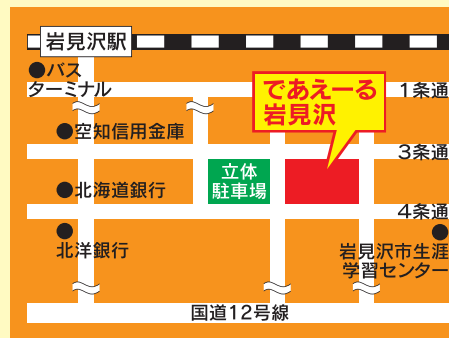 岩見沢駅
●バス
ターミナル
1条通
であえーる
岩見沢
●空知信用金庫
3条通
立体
駐車場
●北海道銀行
4条通
●
北洋銀行
●
岩見沢市生涯
学習センター
国道12号線